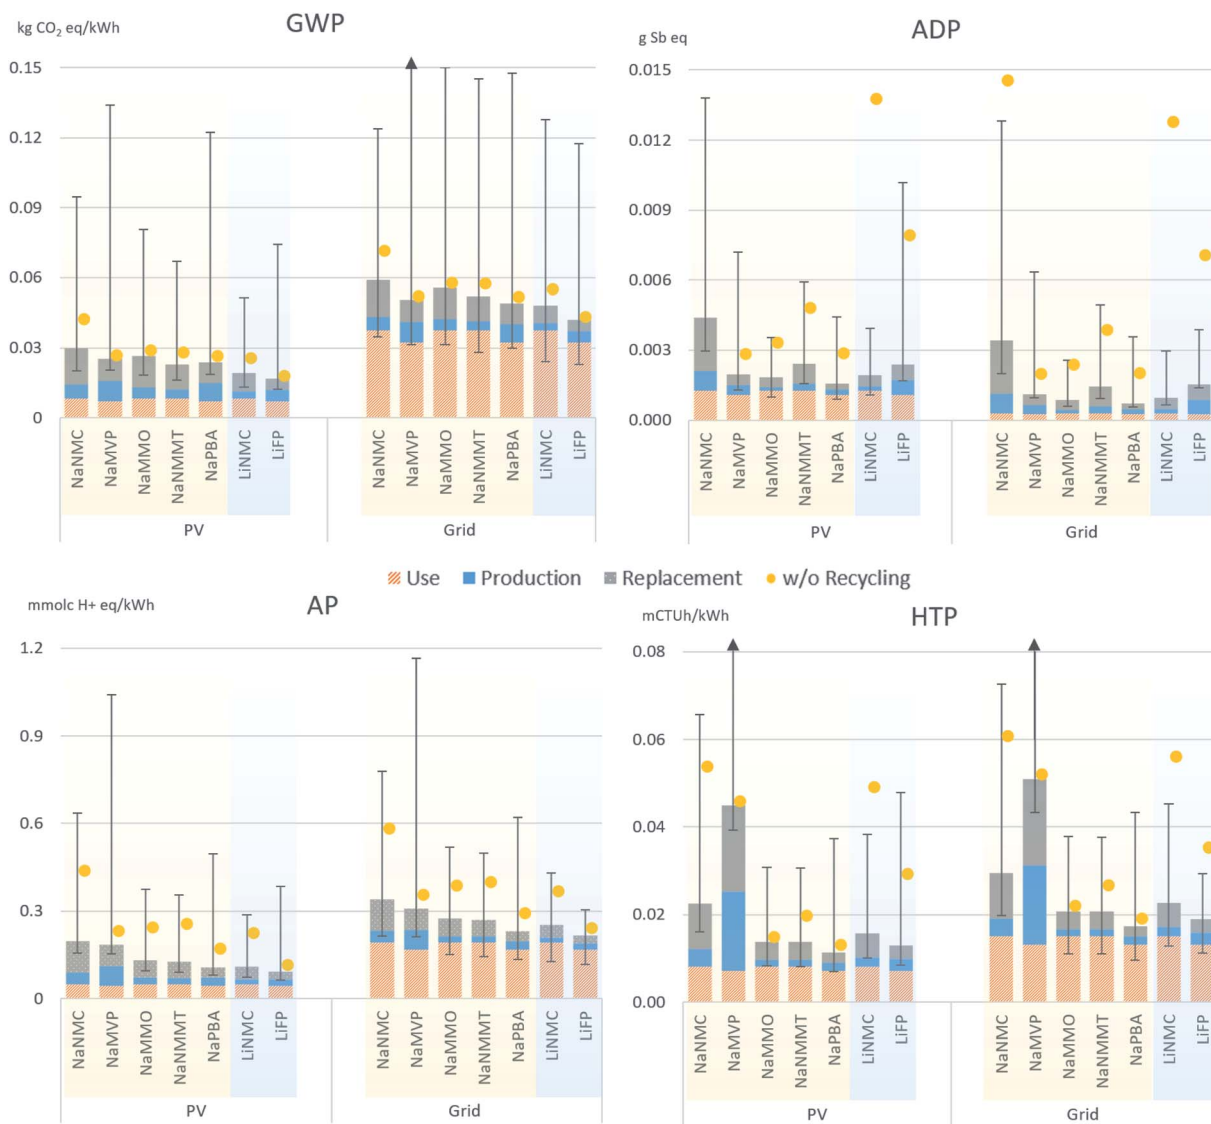 GWP
kg CO₂ eq/kWh
0.15
0.12
0.09
0.06
0.03
0
NaNMC
NaMVP
NaMMO
NaNMMT
NaPBA
LiNMC
LiFP
NaNMC
NaMVP
NaMMO
NaNMMT
NaPBA
LiNMC
LiFP
PV
Grid
ADP
g Sb eq
0.015
0.012
0.009
0.006
0.003
0.000
NaNMC
NaMVP
NaMMO
NaNMMT
NaPBA
LiNMC
LiFP
NaNMC
NaMVP
NaMMO
NaNMMT
NaPBA
LiNMC
LiFP
PV
Grid
Use Production Replacement w/o Recycling
AP
mmolc H+ eq/kWh
1.2
0.9
0.6
0.3
0
NaNMC
NaMVP
NaMMO
NaNMMT
NaPBA
LiNMC
LiFP
NaNMC
NaMVP
NaMMO
NaNMMT
NaPBA
LiNMC
LiFP
PV
Grid
HTP
mCTUh/kWh
0.08
0.06
0.04
0.02
0.00
NaNMC
NaMVP
NaMMO
NaNMMT
NaPBA
LiNMC
LiFP
NaNMC
NaMVP
NaMMO
NaNMMT
NaPBA
LiNMC
LiFP
PV
Grid